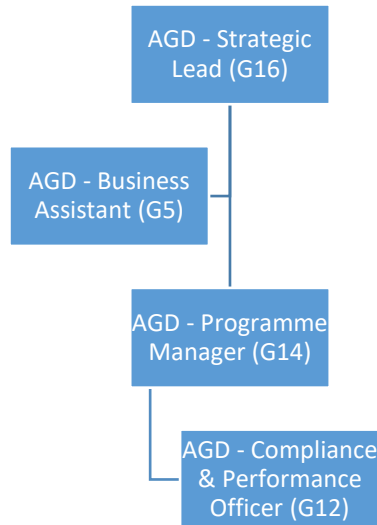 AGD - Strategic
Lead (G16)
AGD - Business
Assistant (G5)
AGD - Programme
Manager (G14)
AGD - Compliance
& Performance
Officer (G12)